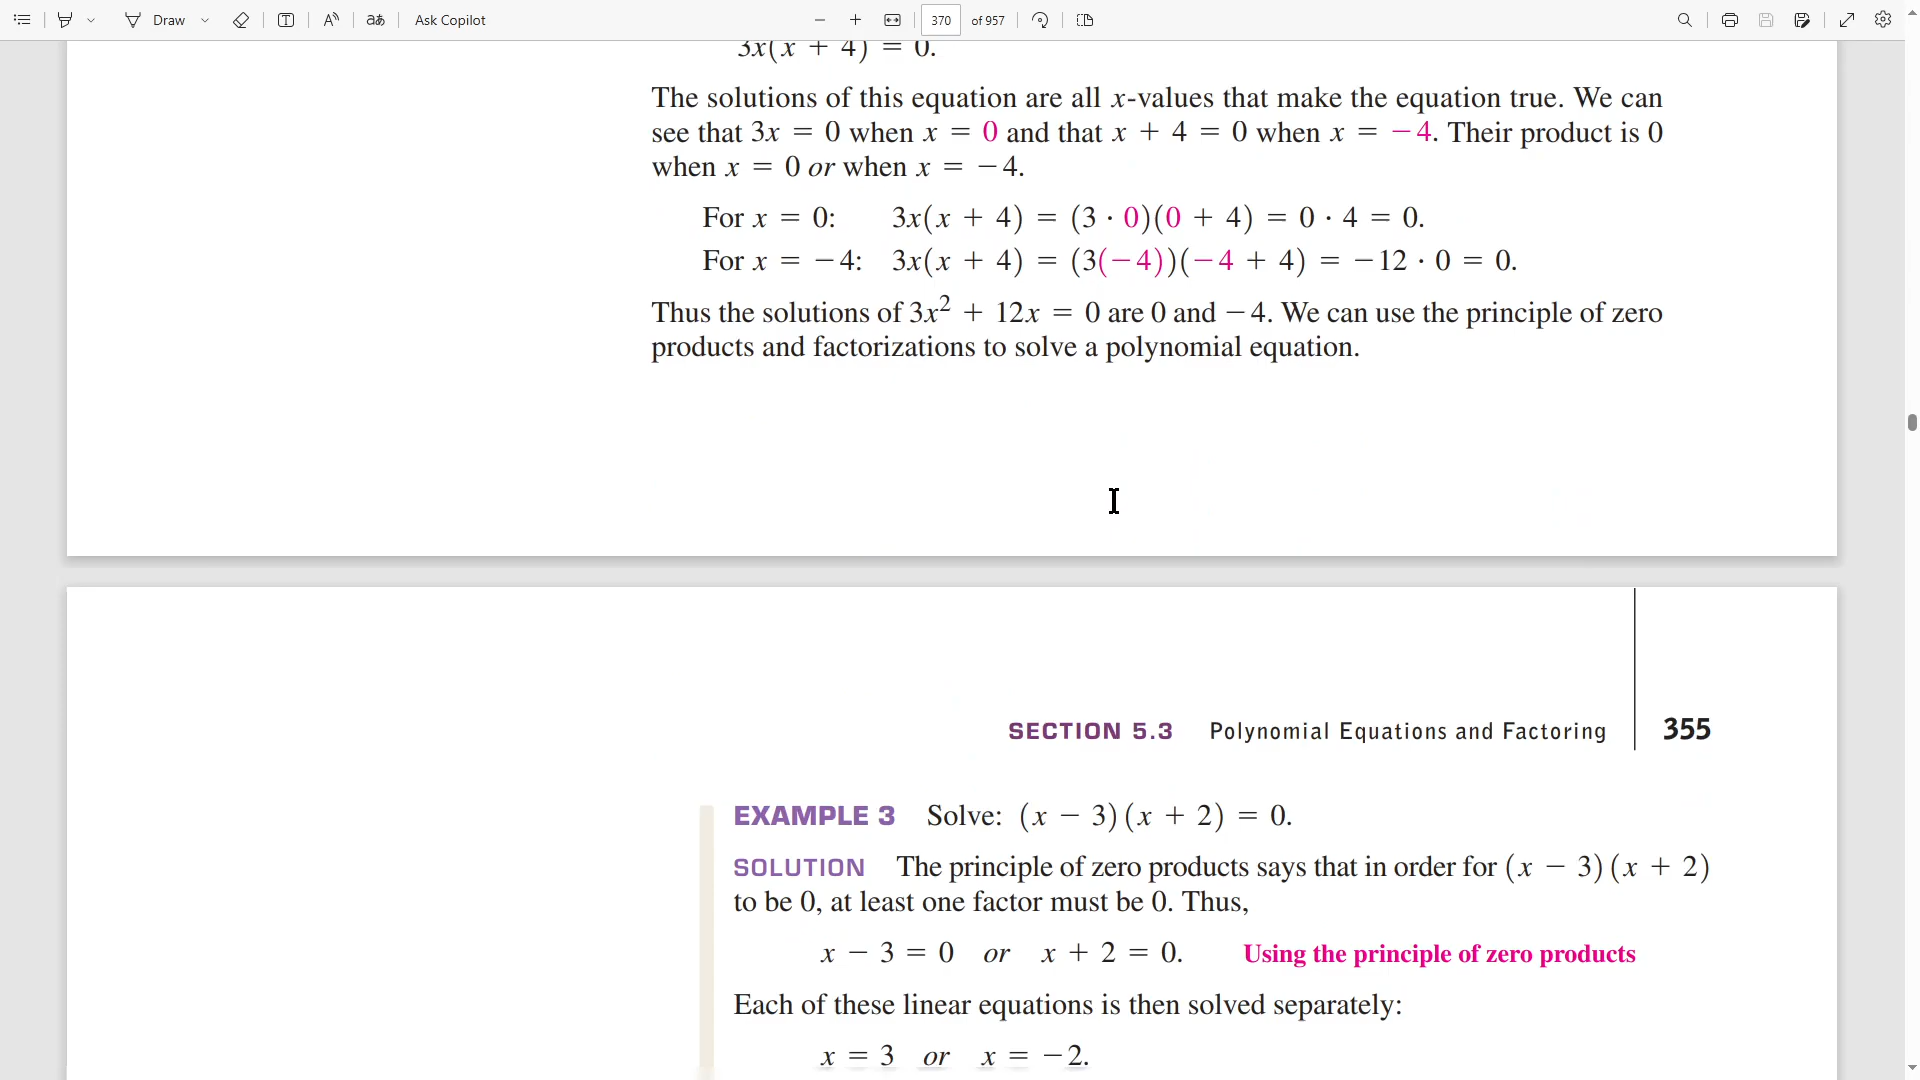 Draw
Ask Copilot
370 of 957
3x(x + 4) = 0.
The solutions of this equation are all x-values that make the equation true. We can
see that 3x = 0 when x = 0 and that x + 4 = 0 when x = −4. Their product is 0
when x = 0 or when x = −4.
For x = 0: 3x(x + 4) = (3 · 0)(0 + 4) = 0 · 4 = 0.
For x = −4: 3x(x + 4) = (3(−4))(−4 + 4) = −12 · 0 = 0.
Thus the solutions of 3x² + 12x = 0 are 0 and −4. We can use the principle of zero
products and factorizations to solve a polynomial equation.
SECTION 5.3 Polynomial Equations and Factoring 355
EXAMPLE 3 Solve: (x − 3)(x + 2) = 0.
SOLUTION The principle of zero products says that in order for (x − 3)(x + 2)
to be 0, at least one factor must be 0. Thus,
x − 3 = 0 or x + 2 = 0. Using the principle of zero products
Each of these linear equations is then solved separately:
x = 3 or x = −2.